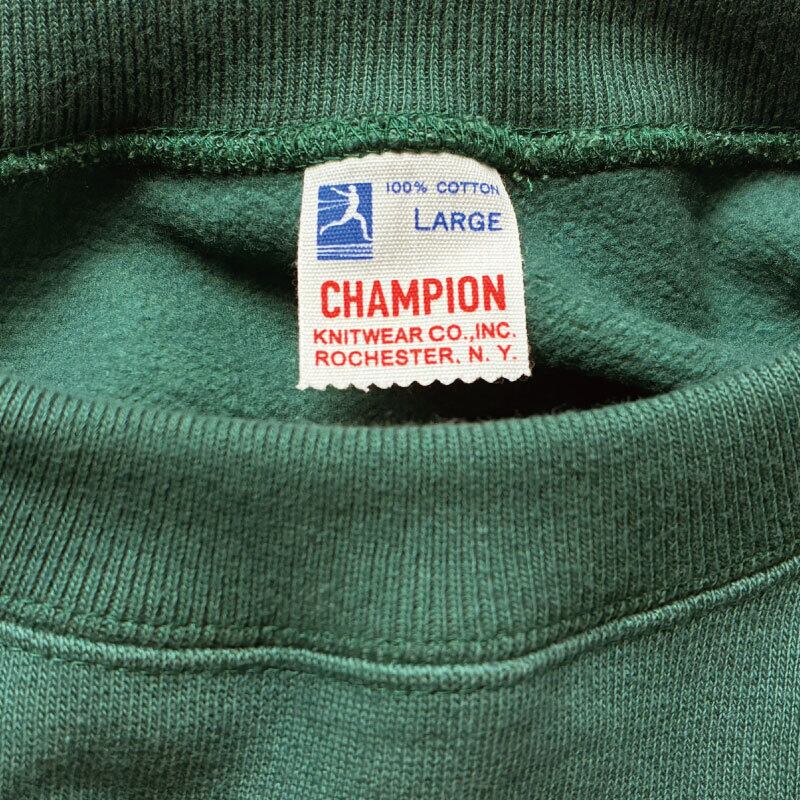 100% COTTON
LARGE
CHAMPION
KNITWEAR CO.,INC.
ROCHESTER, N. Y.